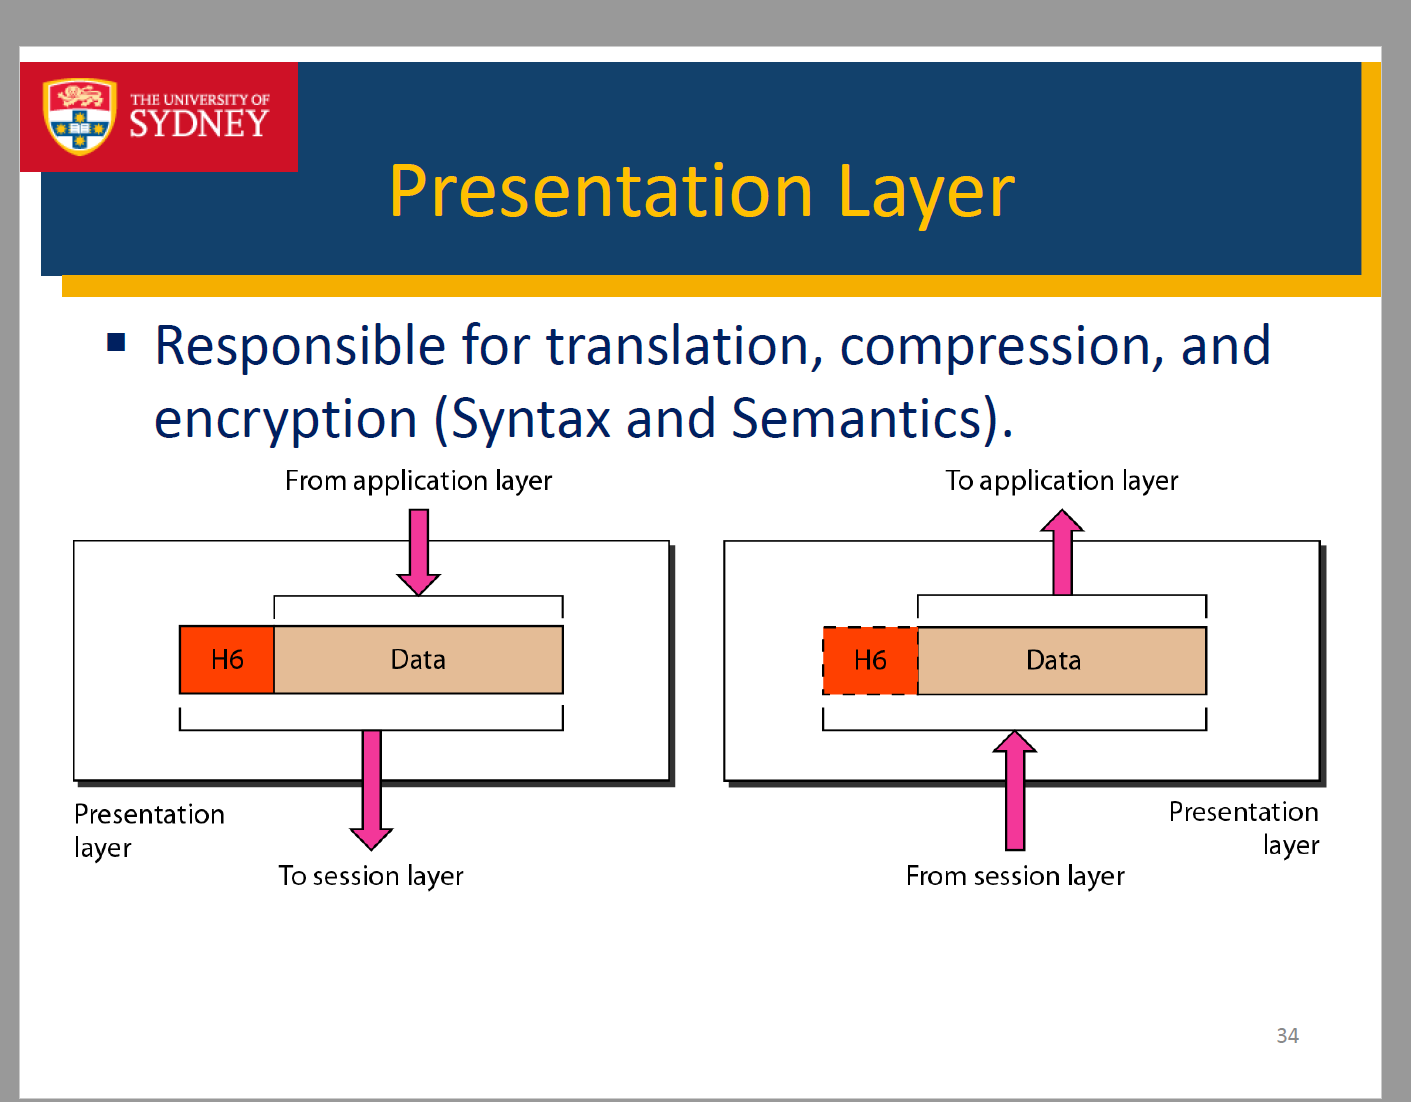 THE UNIVERSITY OF
SYDNEY
Presentation Layer
▪ Responsible for translation, compression, and
encryption (Syntax and Semantics).
From application layer
H6 Data
Presentation
layer
To session layer
To application layer
H6 Data
Presentation
layer
From session layer
34